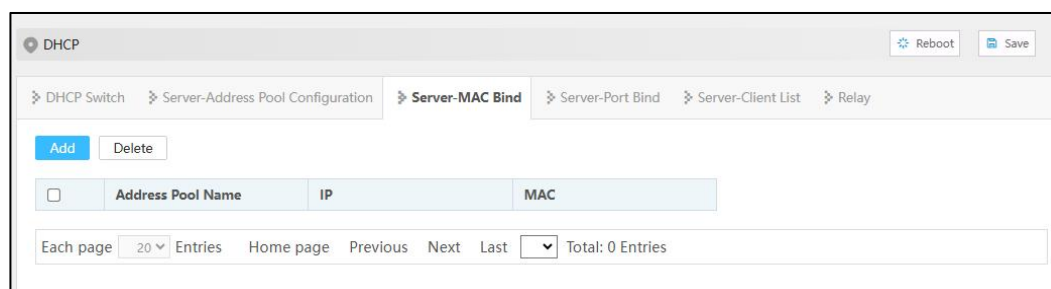 DHCP Reboot Save
DHCP Switch Server-Address Pool Configuration Server-MAC Bind Server-Port Bind Server-Client List Relay
Add Delete
Address Pool Name IP MAC
Each page 20 Entries Home page Previous Next Last Total: 0 Entries